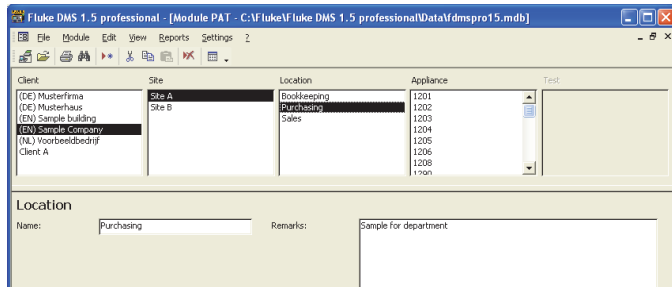 Fluke DMS 1.5 professional - [Module PAT - C:\Fluke\Fluke DMS 1.5 professional\Data\fdmspro15.mdb]
File Module Edit View Reports Settings ?
Client Site Location Appliance Test
(DE) Musterfirma Site A Bookkeeping 1201
(DE) Musterhaus Site B Purchasing 1202
(EN) Sample building Sales 1203
(EN) Sample Company 1204
(NL) Voorbeeldbedrijf 1205
Client A 1206
1208
1290
Location
Name: Purchasing Remarks: Sample for department